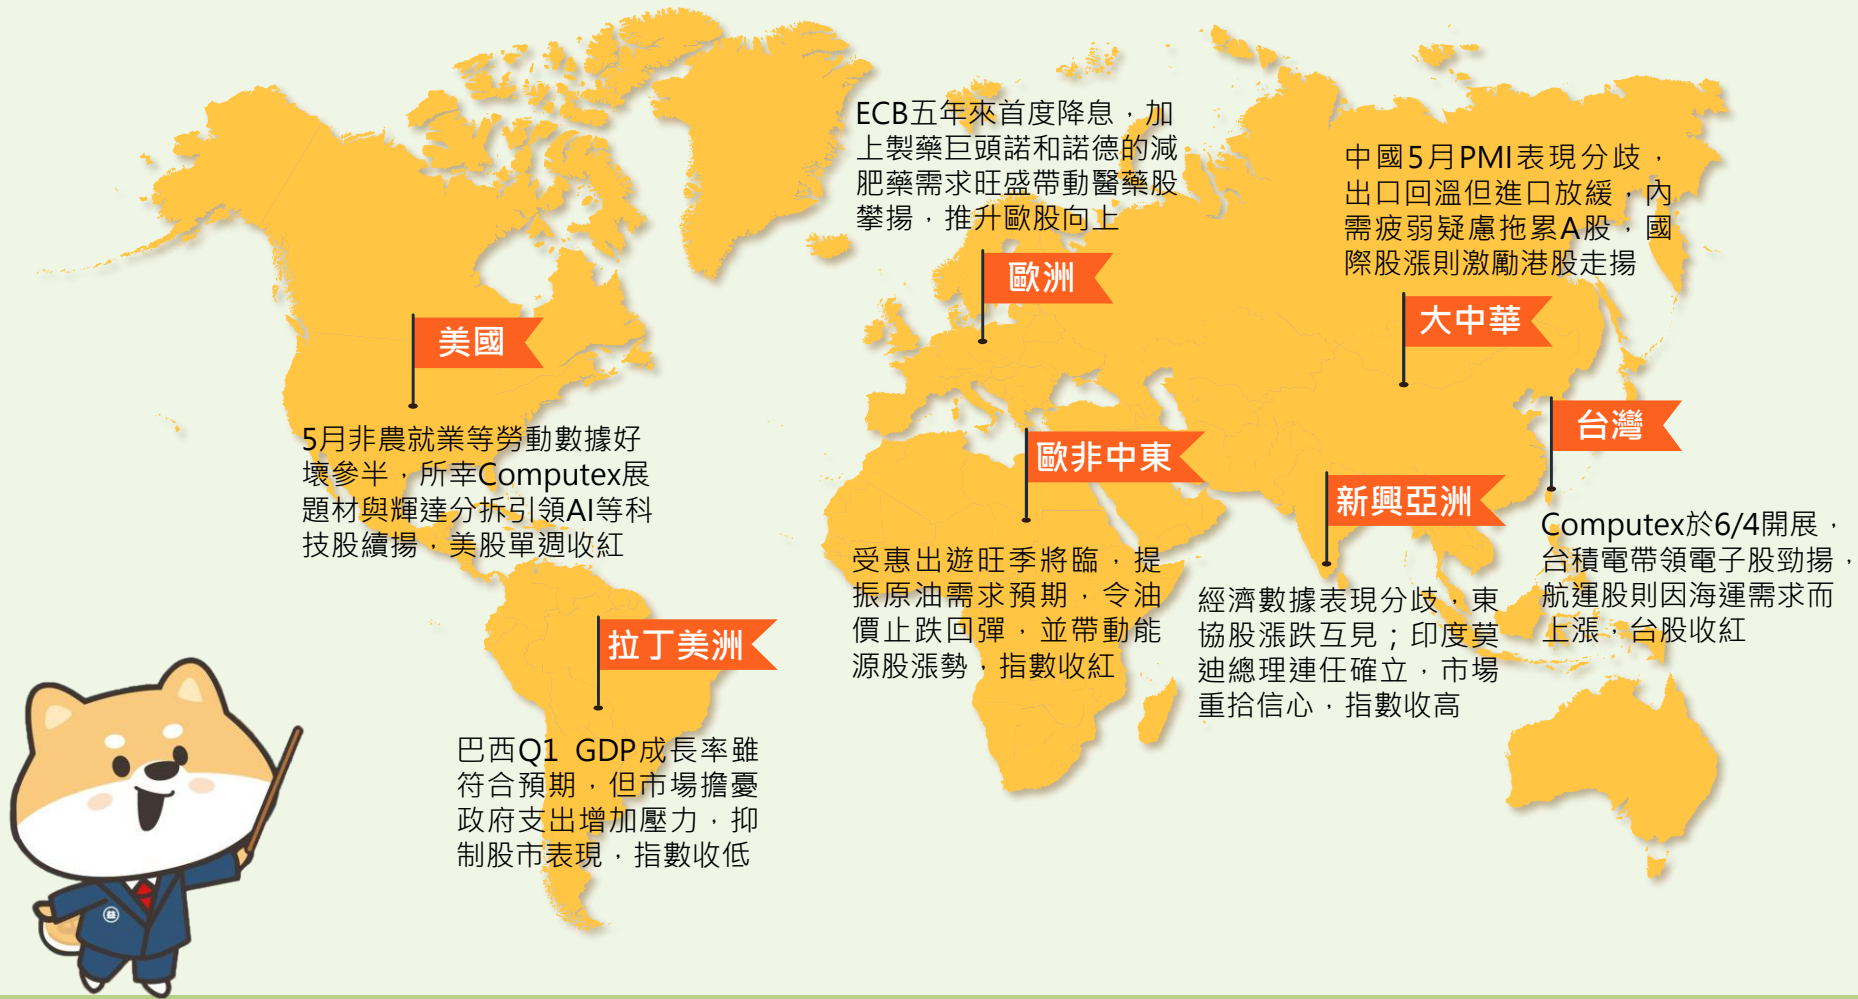 ECB五年來首度降息，加
上製藥巨頭諾和諾德的減
肥藥需求旺盛帶動醫藥股
攀揚，推升歐股向上
歐洲
中國5月PMI表現分歧，
出口回溫但進口放緩，內
需疲弱疑慮拖累A股，國
際股漲則激勵港股走揚
大中華
美國
5月非農就業等勞動數據好
壞參半，所幸Computex展
題材與輝達分拆引領AI等科
技股續揚，美股單週收紅
歐非中東
受惠出遊旺季將臨，提
振原油需求預期，令油
價止跌回彈，並帶動能
源股漲勢，指數收紅
新興亞洲
經濟數據表現分歧，東
協股漲跌互見；印度莫
迪總理連任確立，市場
重拾信心，指數收高
台灣
Computex於6/4開展，
台積電帶領電子股勁揚，
航運股則因海運需求而
上漲，台股收紅
拉丁美洲
巴西Q1 GDP成長率雖
符合預期，但市場擔憂
政府支出增加壓力，抑
制股市表現，指數收低